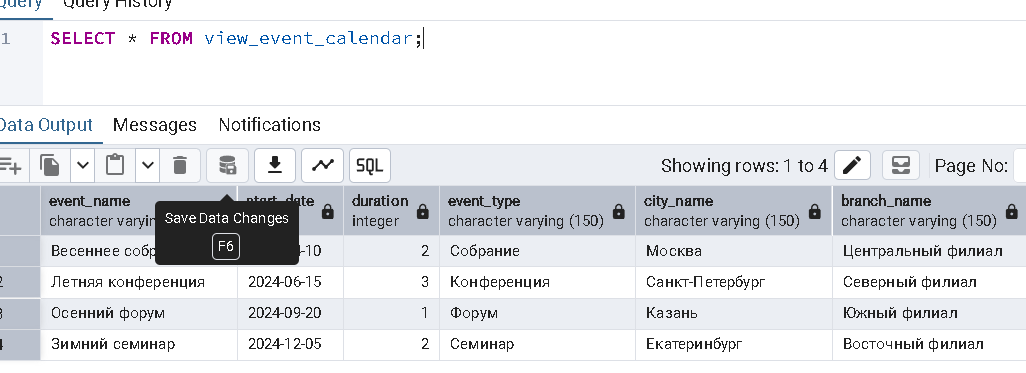 Query Query History
1 SELECT * FROM view_event_calendar;
Data Output Messages Notifications
SQL Showing rows: 1 to 4 Page No:
event_name start_date duration event_type city_name branch_name
character varying integer character varying (150) character varying (150) character varying (150)
Save Data Changes
F6
Весеннее 2 Собрание Москва Центральный филиал
2 Летняя конференция 2024-06-15 3 Конференция Санкт-Петербург Северный филиал
3 Осенний форум 2024-09-20 1 Форум Казань Южный филиал
4 Зимний семинар 2024-12-05 2 Семинар Екатеринбург Восточный филиал